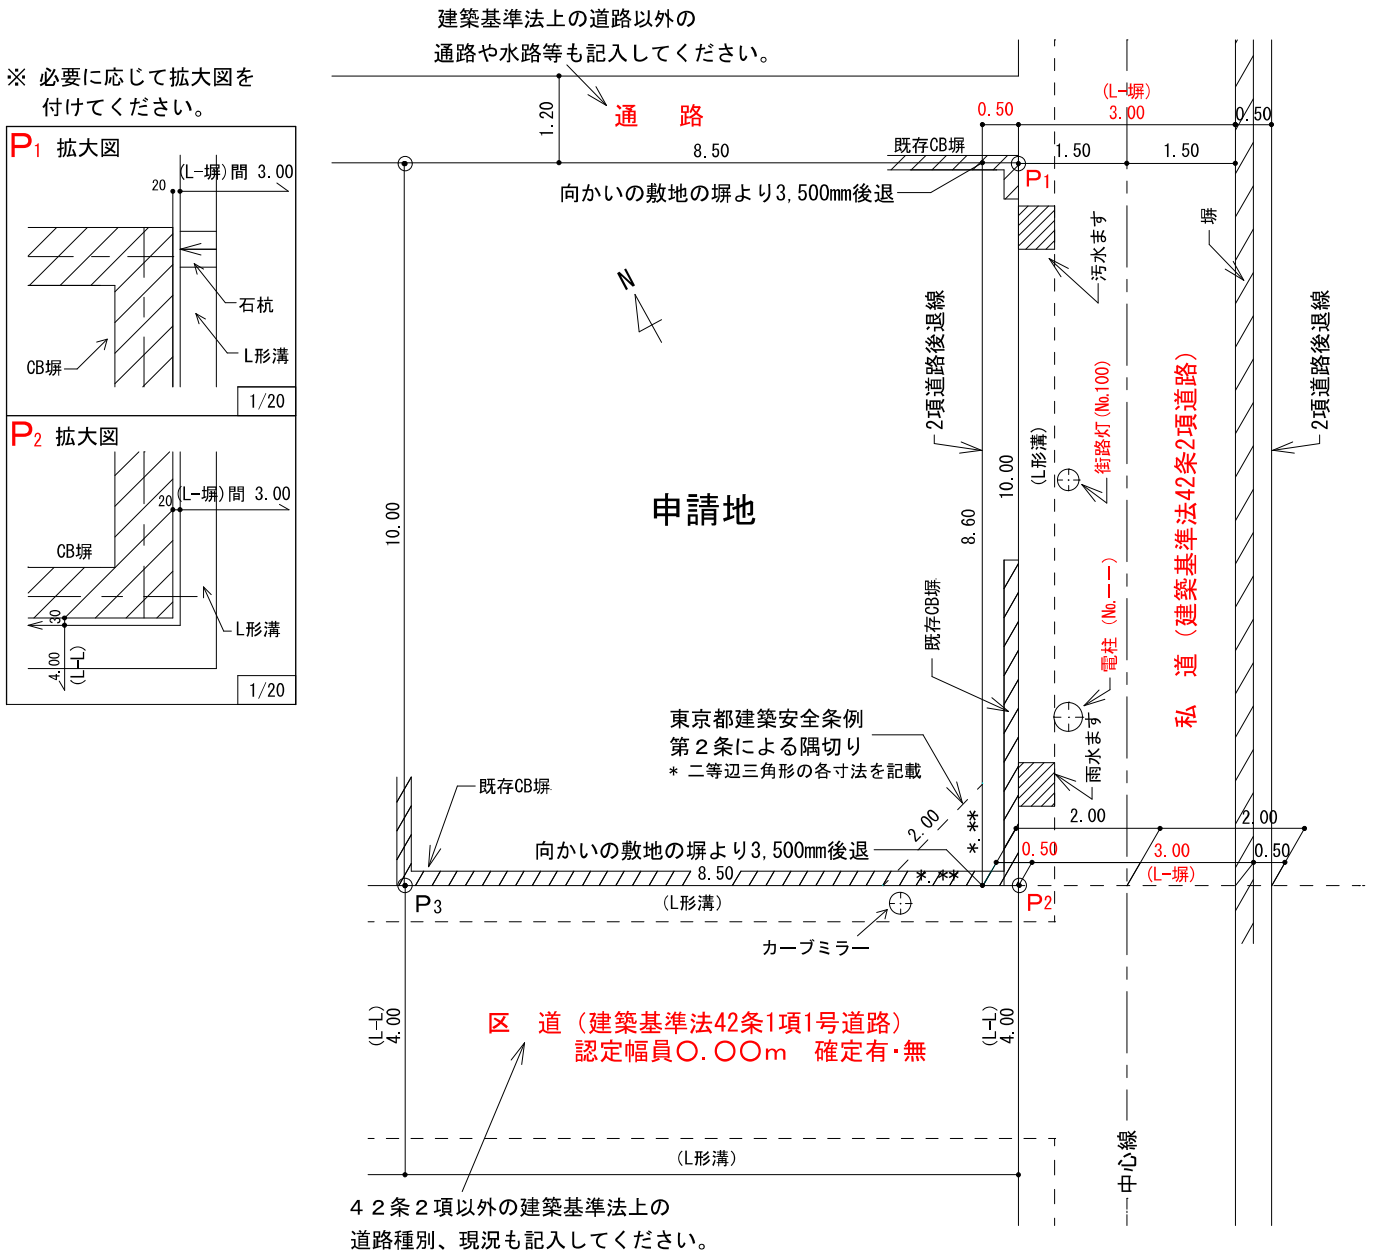 建築基準法上の道路以外の
通路や水路等も記入してください。
※ 必要に応じて拡大図を
付けてください。
P1 拡大図
(L-塀)間 3.00
20
石杭
L形溝
CB塀
1/20
P2 拡大図
(L-塀)間 3.00
20
CB塀
30
L形溝
4.00
(L-L)
1/20
1.20
通 路
8.50
既存CB塀
0.50
(L-塀)
3.00
0.50
1.50
1.50
P1
向かいの敷地の塀より3,500mm後退
N
汚水ます
塀
2項道路後退線
2項道路後退線
10.00
申請地
8.60
10.00
(L形溝)
街路灯(No.100)
私 道(建築基準法42条2項道路)
既存CB塀
電柱(No.ーー)
雨水ます
東京都建築安全条例
第2条による隅切り
* 二等辺三角形の各寸法を記載
既存CB塀
2.00
*.**
2.00
2.00
向かいの敷地の塀より3,500mm後退
0.50
3.00
0.50
(L-塀)
8.50
*.**
P3
(L形溝)
P2
カーブミラー
(L-L)
4.00
(L-L)
4.00
区 道(建築基準法42条1項1号道路)
認定幅員〇.〇〇m 確定有・無
(L形溝)
中心線
42条2項以外の建築基準法上の
道路種別、現況も記入してください。